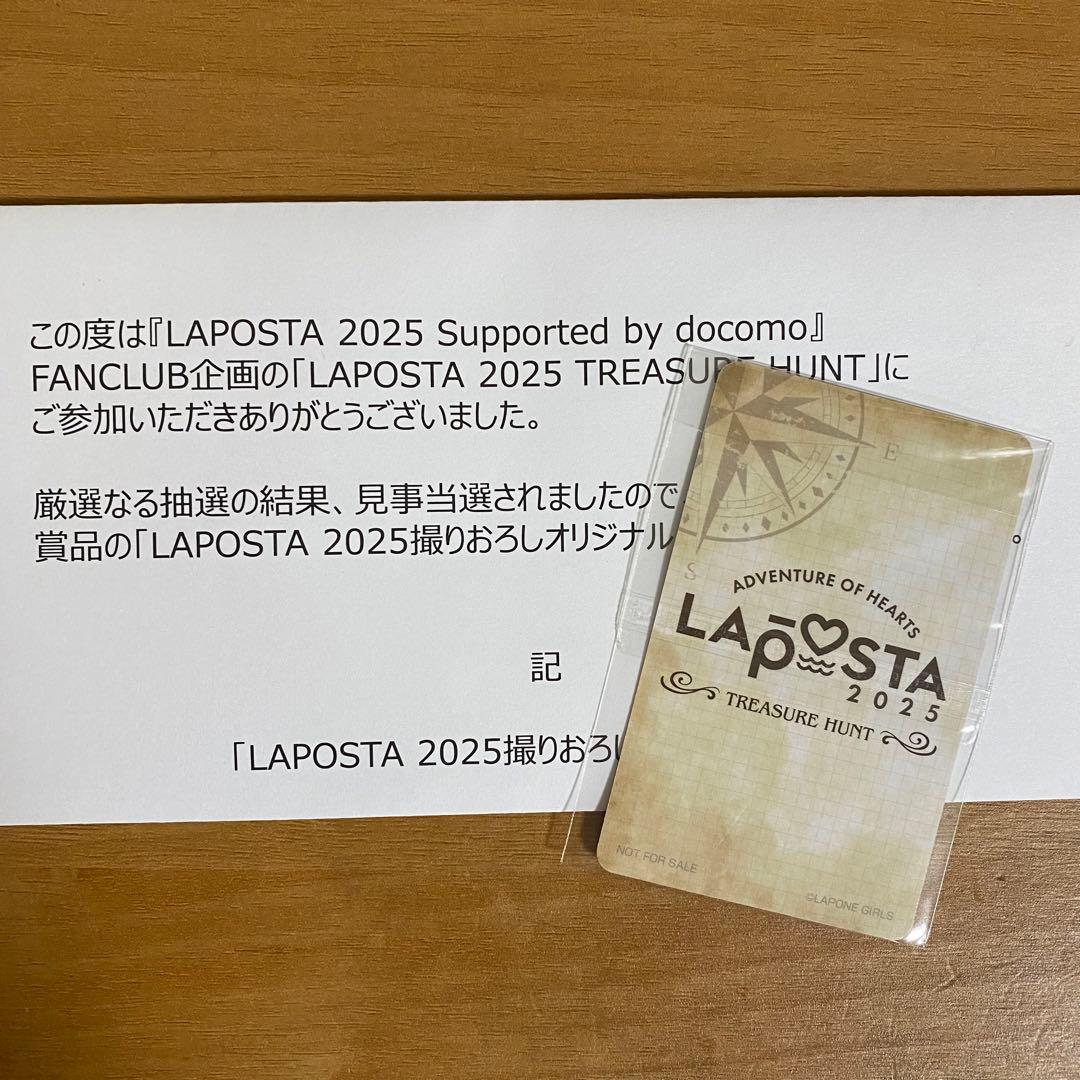 この度は『LAPOSTA 2025 Supported by docomo』
FANCLUB企画の「LAPOSTA 2025 TREASURE HUNT」に
ご参加いただきありがとうございました。
厳選なる抽選の結果、見事当選されましたので
賞品の「LAPOSTA 2025撮りおろしオリジナル 。
記
「LAPOSTA 2025撮りおろし
E
S
ADVENTURE OF HEARTS
LAPOSTA
2025
TREASURE HUNT
NOT FOR SALE
©LAPONE GIRLS